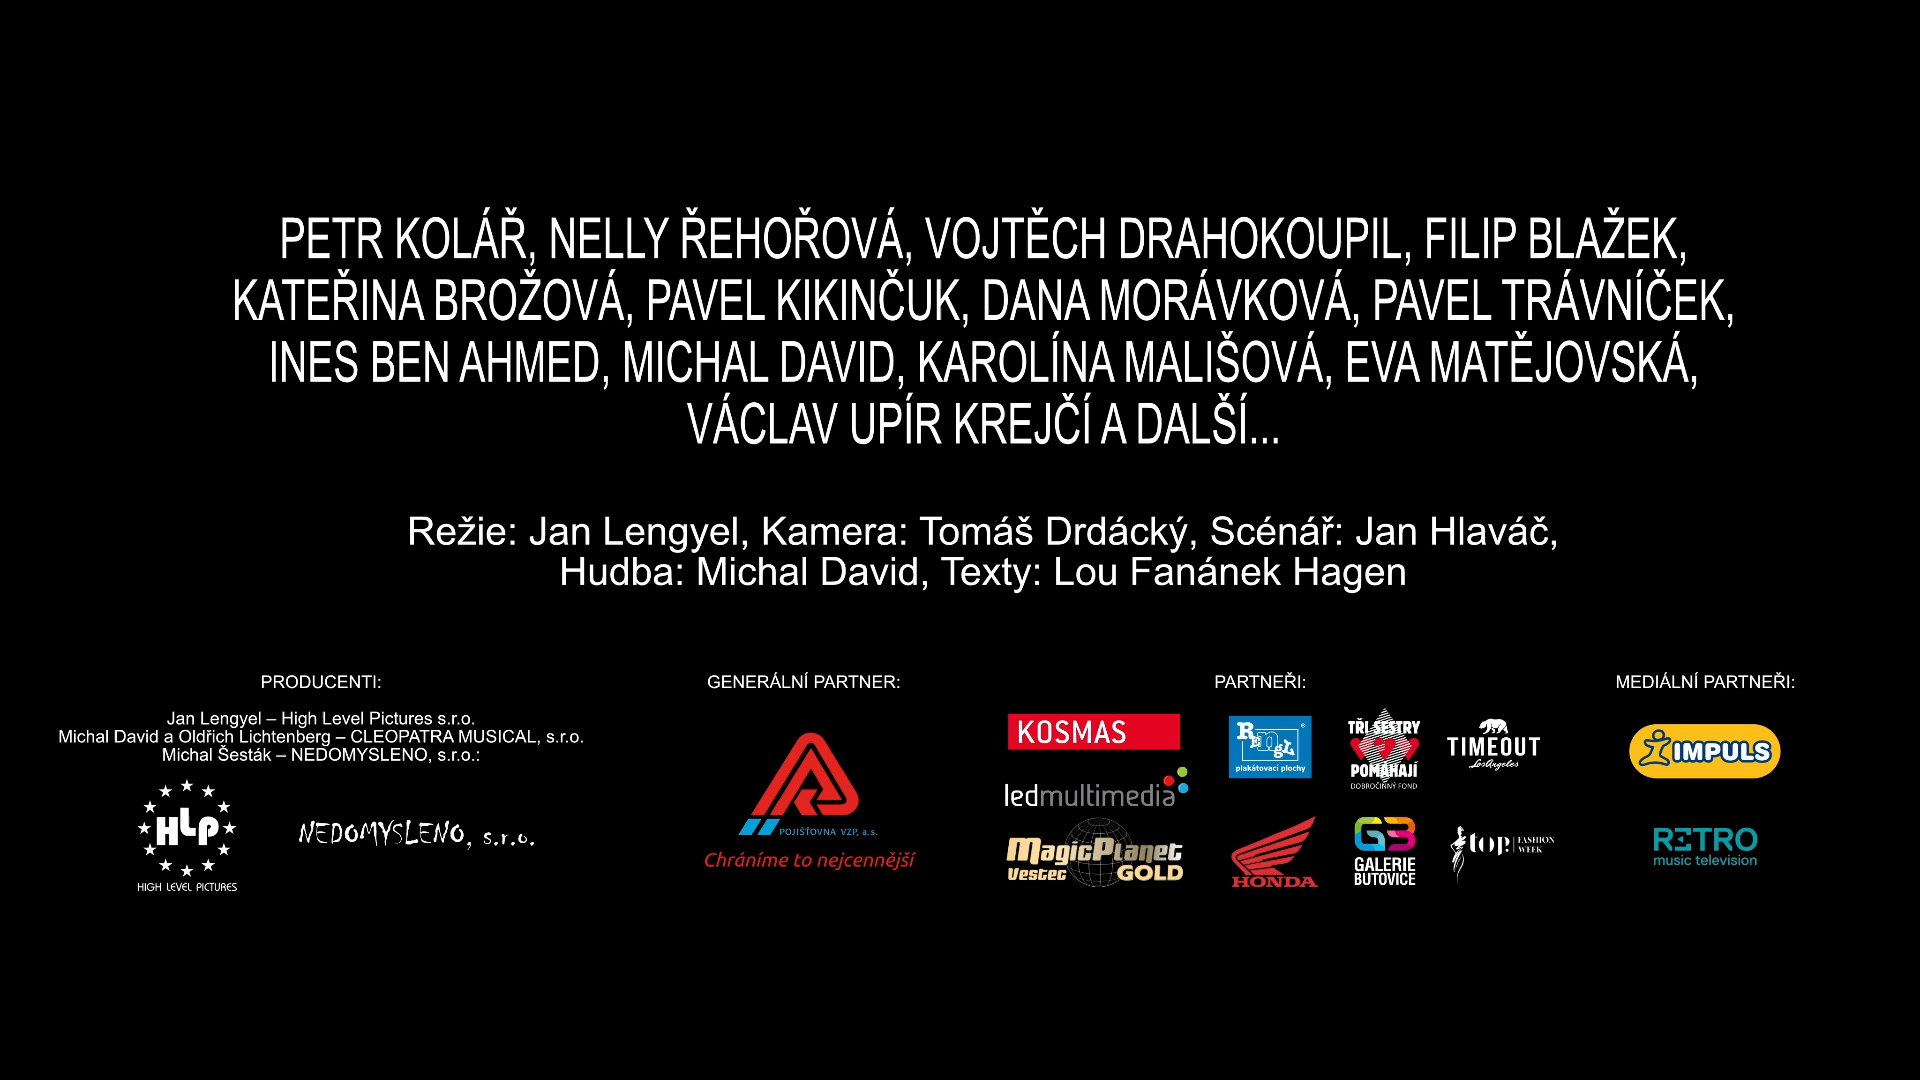 PETR KOLÁŘ, NELLY ŘEHOŘOVÁ, VOJTĚCH DRAHOKOUPIL, FILIP BLAŽEK,
KATEŘINA BROŽOVÁ, PAVEL KIKINČUK, DANA MORÁVKOVÁ, PAVEL TRÁVNÍČEK,
INES BEN AHMED, MICHAL DAVID, KAROLÍNA MALIŠOVÁ, EVA MATĚJOVSKÁ,
VÁCLAV UPÍR KREJČÍ A DALŠÍ...
Režie: Jan Lengyel, Kamera: Tomáš Drdácký, Scénář: Jan Hlaváč,
Hudba: Michal David, Texty: Lou Fanánek Hagen
PRODUCENTI:
Jan Lengyel – High Level Pictures s.r.o.
Michal David a Oldřich Lichtenberg – CLEOPATRA MUSICAL, s.r.o.
Michal Šesták – NEDOMYSLENO, s.r.o.:
HLP
HIGH LEVEL PICTURES
NEDOMYSLENO, s.r.o.
GENERÁLNÍ PARTNER:
POJIŠŤOVNA VZP, a.s.
Chráníme to nejcennější
PARTNEŘI:
KOSMAS
ledmultimedia
MagicPlanet
Vestec GOLD
RengL ®
plakátovací plochy
HONDA
TŘI SESTRY
POMÁHAJÍ
DOBROČINNÝ FOND
GB
GALERIE
BUTOVICE
TIMEOUT
Los Angeles
top FASHION
WEEK
MEDIÁLNÍ PARTNEŘI:
IMPULS
RETRO
music television